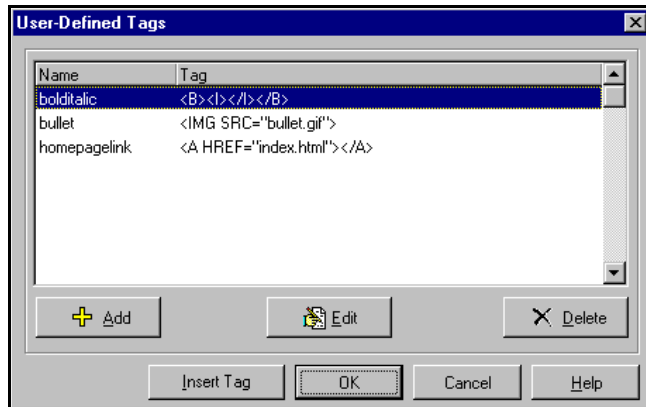 User-Defined Tags
Name Tag
bolditalic <B><I></I></B>
bullet <IMG SRC="bullet.gif">
homepagelink <A HREF="index.html"></A>
Add Edit Delete
Insert Tag OK Cancel Help